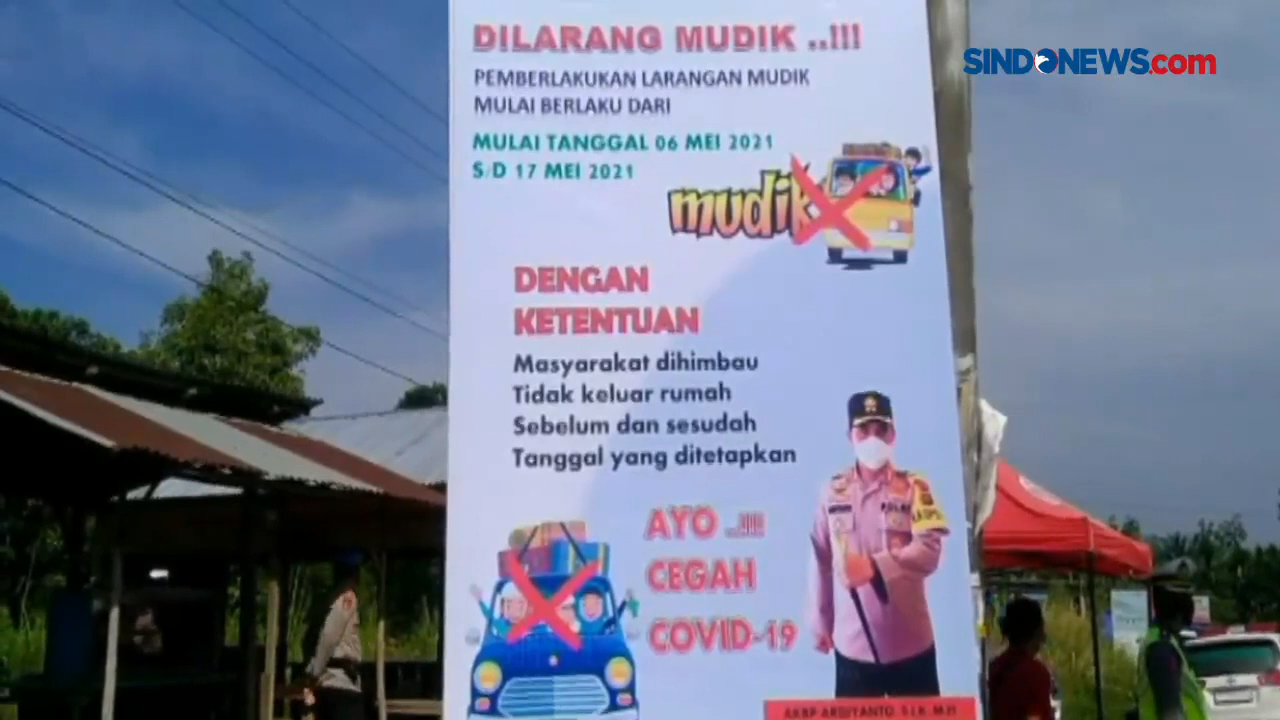 DILARANG MUDIK ..!!!
SINDONEWS.com
PEMBERLAKUKAN LARANGAN MUDIK
MULAI BERLAKU DARI
MULAI TANGGAL 06 MEI 2021
S/D 17 MEI 2021
mudik
DENGAN
KETENTUAN
Masyarakat dihimbau
Tidak keluar rumah
Sebelum dan sesudah
Tanggal yang ditetapkan
AYO ..!!!!
CEGAH
COVID-19